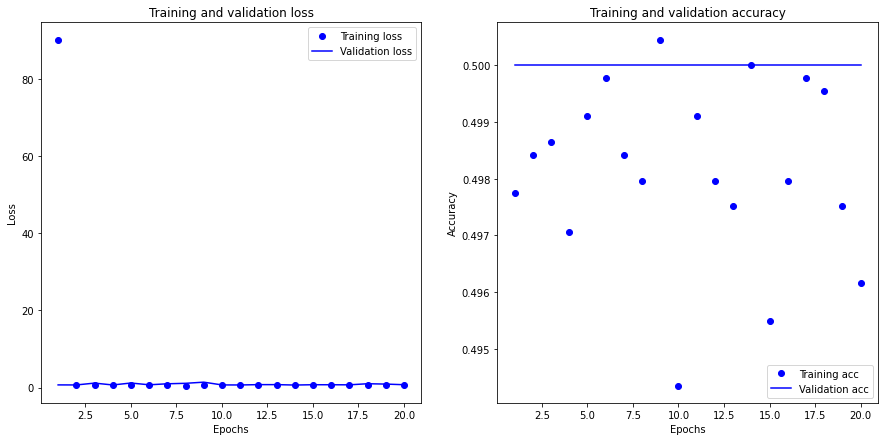 Training and validation loss
Training loss
Validation loss
80
60
40
20
0
Loss
2.5 5.0 7.5 10.0 12.5 15.0 17.5 20.0
Epochs
Training and validation accuracy
0.500
0.499
0.498
0.497
0.496
0.495
Accuracy
Training acc
Validation acc
2.5 5.0 7.5 10.0 12.5 15.0 17.5 20.0
Epochs